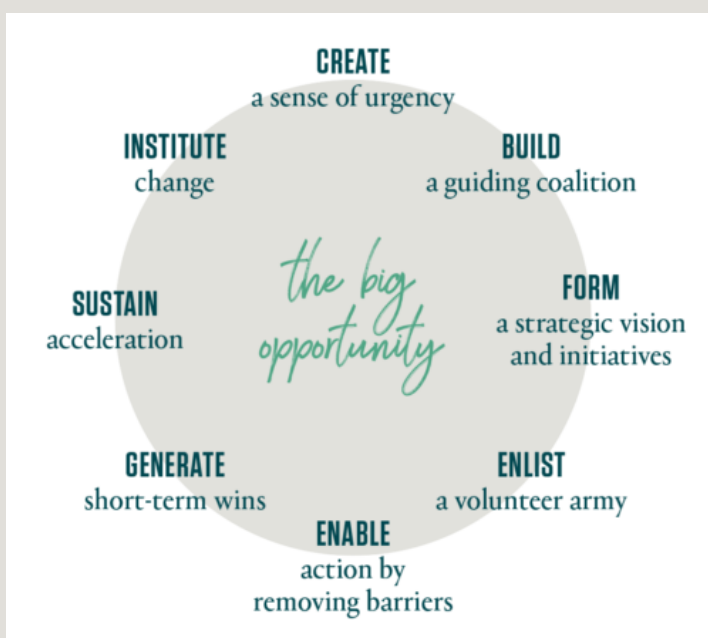 CREATE
a sense of urgency
BUILD
a guiding coalition
FORM
a strategic vision
and initiatives
ENLIST
a volunteer army
ENABLE
action by
removing barriers
GENERATE
short-term wins
SUSTAIN
acceleration
INSTITUTE
change
the big
opportunity